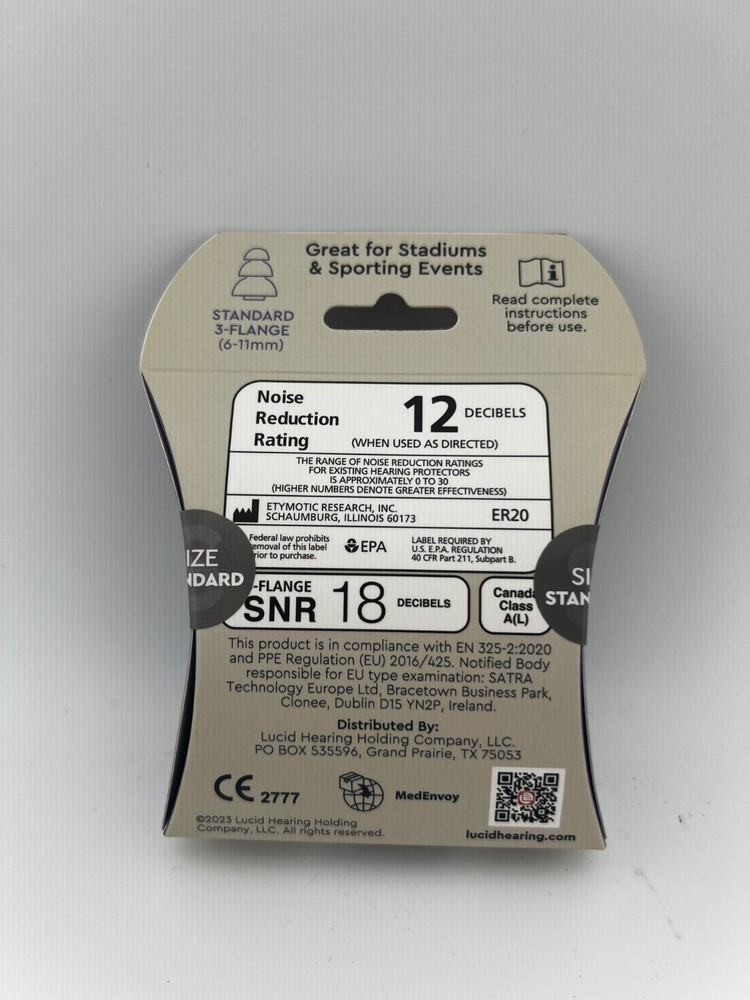 Great for Stadiums
& Sporting Events
STANDARD
3-FLANGE
(6-11mm)
Read complete
instructions
before use.
Noise
Reduction
Rating
12 DECIBELS
(WHEN USED AS DIRECTED)
THE RANGE OF NOISE REDUCTION RATINGS
FOR EXISTING HEARING PROTECTORS
IS APPROXIMATELY 0 TO 30
(HIGHER NUMBERS DENOTE GREATER EFFECTIVENESS)
ETYMOTIC RESEARCH, INC.
SCHAUMBURG, ILLINOIS 60173
ER20
Federal law prohibits
emoval of this label
rior to purchase.
EPA
LABEL REQUIRED BY
U.S. E.P.A. REGULATION
40 CFR Part 211, Subpart B.
IZE
NDARD
SI
STAN
-FLANGE
SNR 18 DECIBELS
Canad
Class
A(L)
This product is in compliance with EN 325-2:2020
and PPE Regulation (EU) 2016/425. Notified Body
responsible for EU type examination: SATRA
Technology Europe Ltd, Bracetown Business Park,
Clonee, Dublin D15 YN2P, Ireland.
Distributed By:
Lucid Hearing Holding Company, LLC.
PO BOX 535596, Grand Prairie, TX 75053
CE 2777
MedEnvoy
©2023 Lucid Hearing Holding
Company, LLC. All rights reserved.
lucidhearing.com